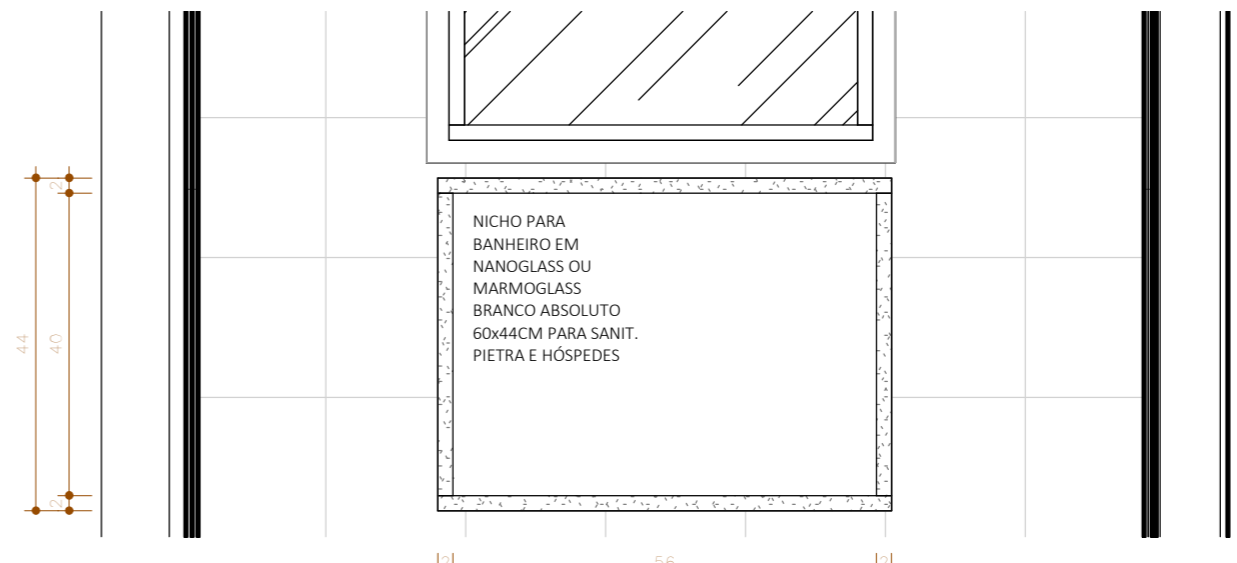 2
44
40
NICHO PARA
BANHEIRO EM
NANOGLASS OU
MARMOGLASS
BRANCO ABSOLUTO
60x44CM PARA SANIT.
PIETRA E HÓSPEDES
2
2
56
2